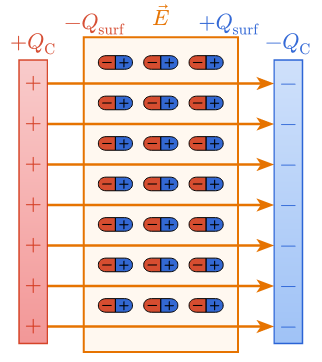 −Q_surf E⃗ +Q_surf
+Q_C −Q_C
+ − + − + − + −
+ −
+ − + − + − + −
+ −
+ − + − + − + −
+ −
+ − + − + − + −
+ −
+ − + − + − + −
+ −
+ − + − + − + −
+ −
+ − + − + − + −
+ −